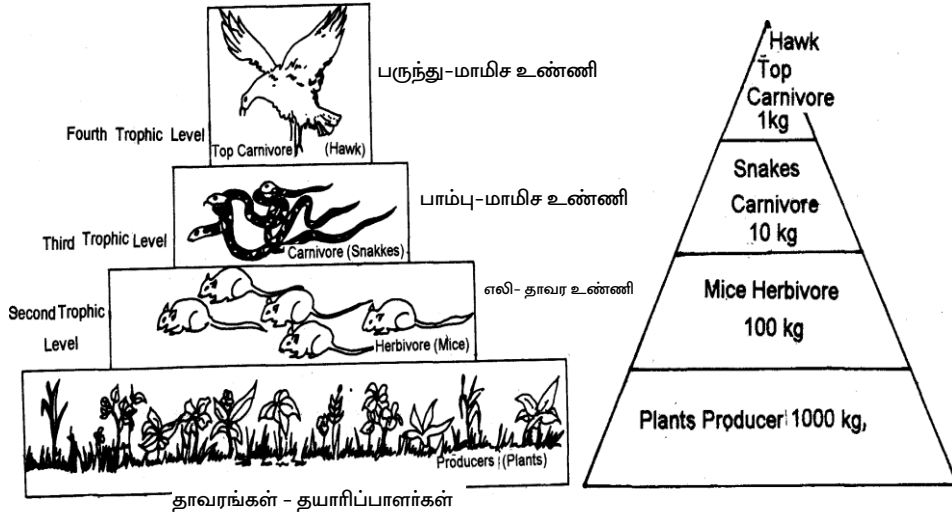 பருந்து-மாமிச உண்ணி
Fourth Trophic Level
Top Carnivore (Hawk)
பாம்பு-மாமிச உண்ணி
Third Trophic Level
Carnivore (Snakkes)
எலி- தாவர உண்ணி
Second Trophic
Level
Herbivore (Mice)
Producers (Plants)
தாவரங்கள் - தயாரிப்பாளர்கள்
Hawk
Top
Carnivore
1kg
Snakes
Carnivore
10 kg
Mice Herbivore
100 kg
Plants Producer 1000 kg,